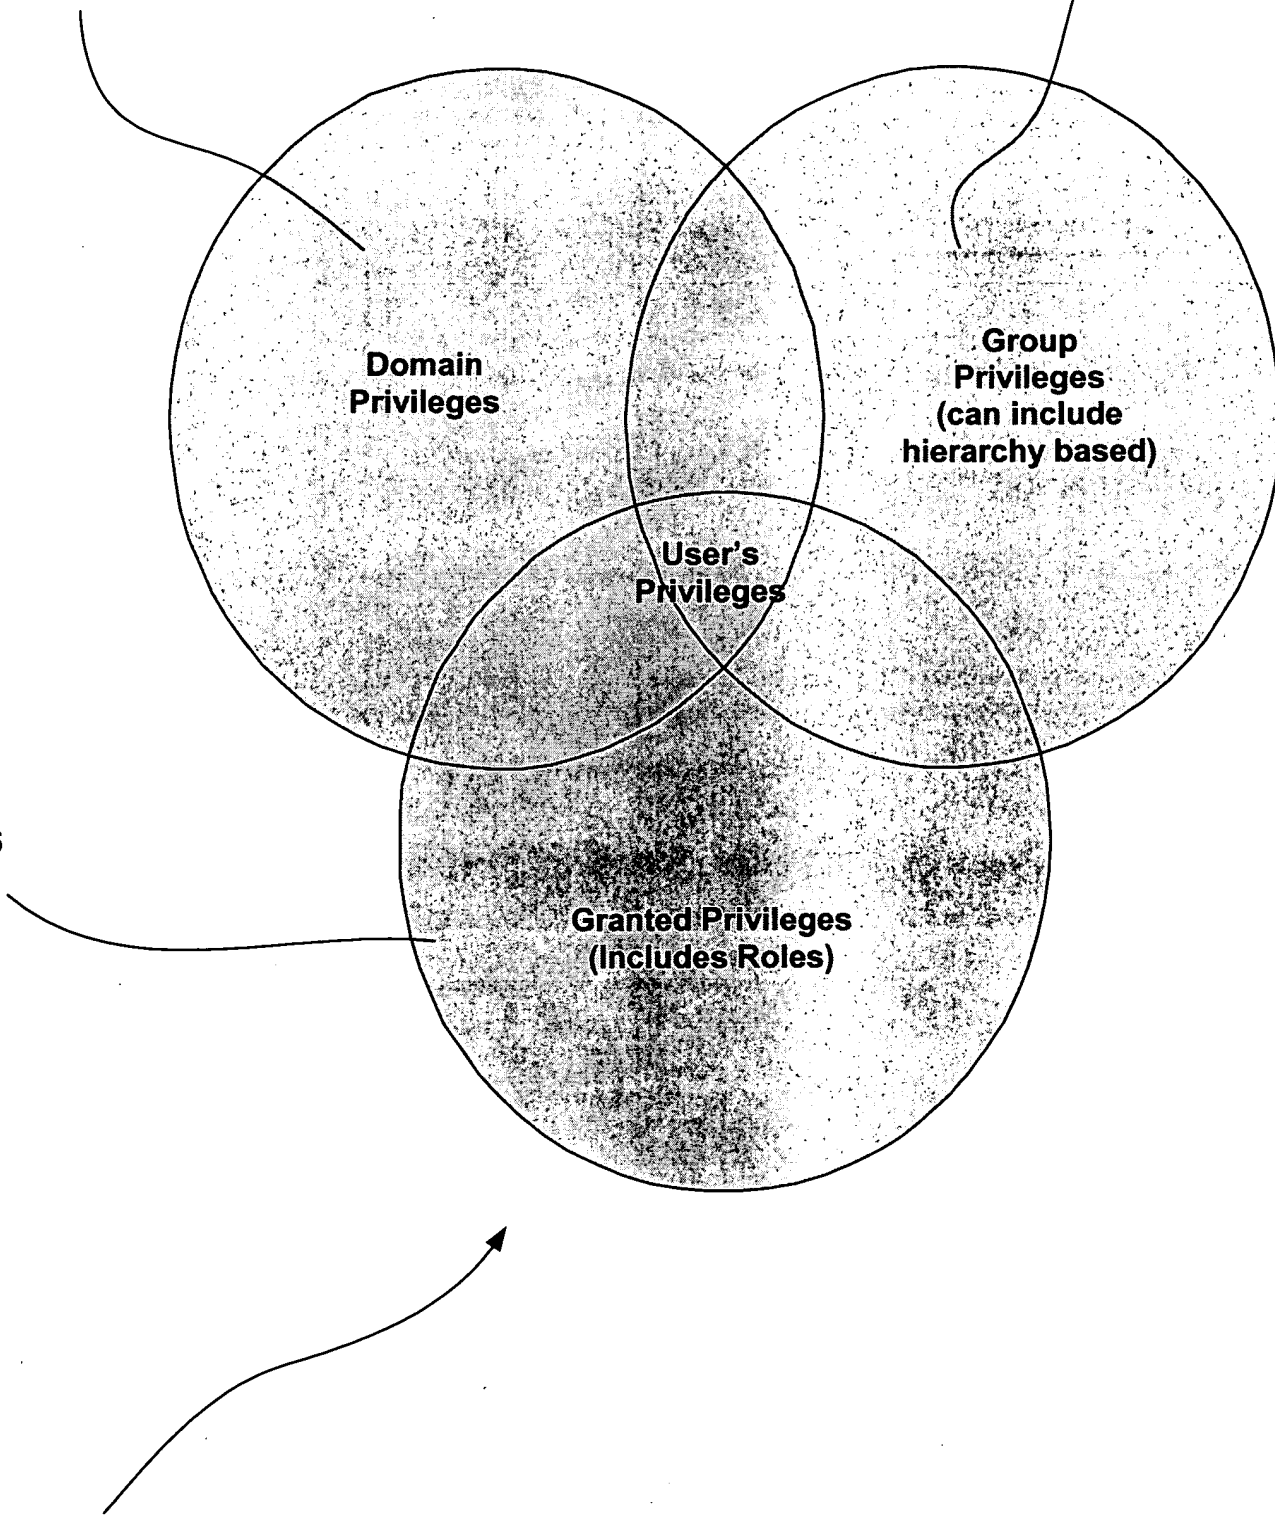 Domain
Privileges
Group
Privileges
(can include
hierarchy based)
User's
Privileges
Granted Privileges
(Includes Roles)